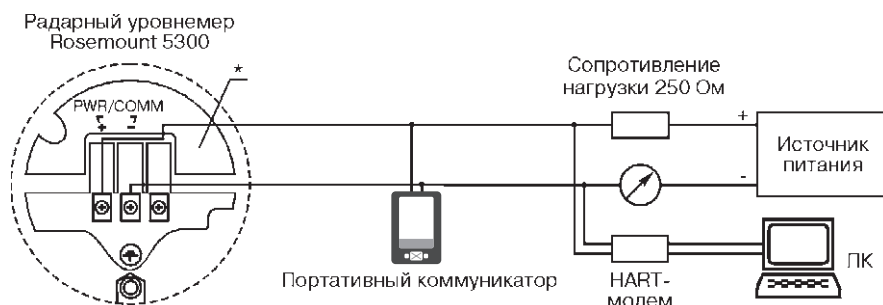 Радарный уровнемер
Rosemount 5300
*
PWR/COMM
+ -
Сопротивление
нагрузки 250 Ом
+
Источник
питания
-
Портативный коммуникатор
HART-
модем
ПК